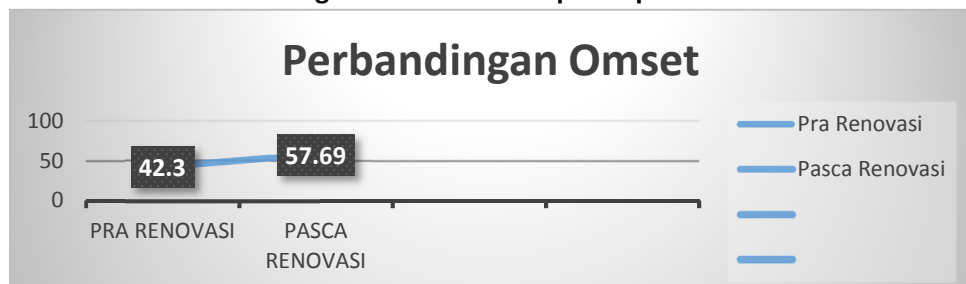 Perbandingan Omset
100
50
0
42.3
57.69
PRA RENOVASI
PASCA
RENOVASI
Pra Renovasi
Pasca Renovasi